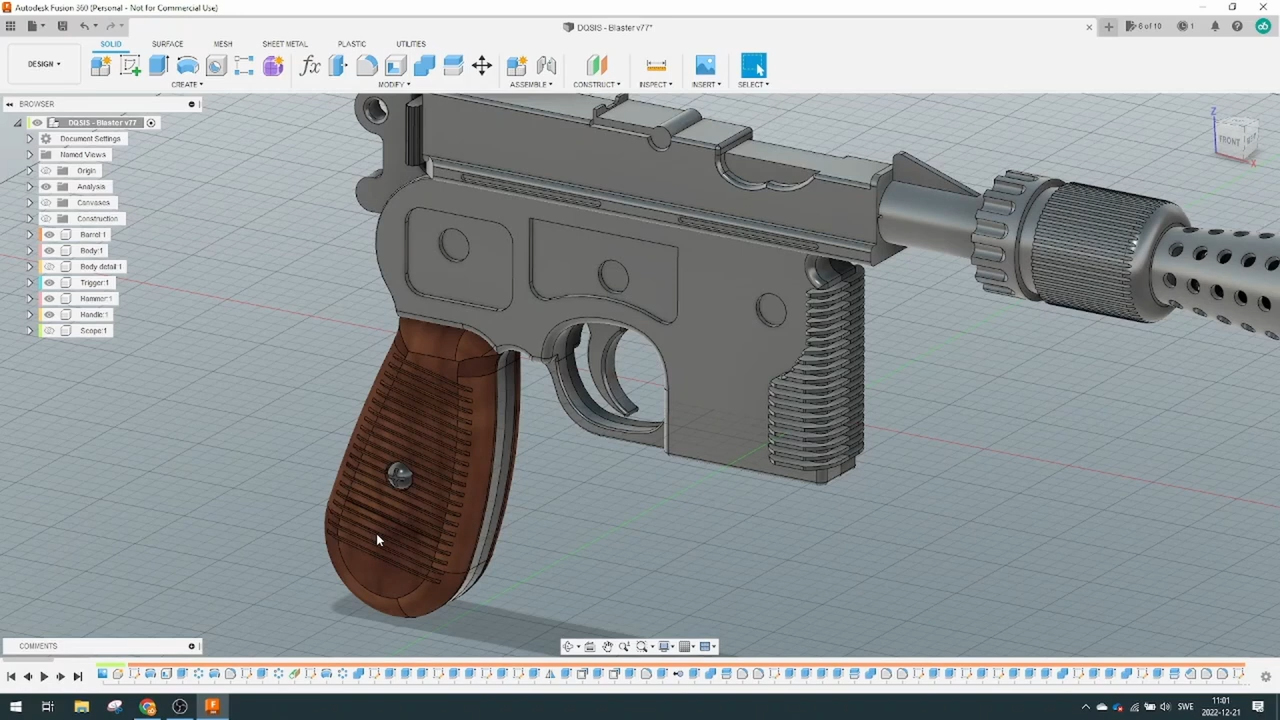 Autodesk Fusion 360 (Personal - Not for Commercial Use)
DQSIS - Blaster v77*
6 of 10
1
SOLID
SURFACE
MESH
SHEET METAL
PLASTIC
UTILITIES
DESIGN
CREATE
MODIFY
ASSEMBLE
CONSTRUCT
INSPECT
INSERT
SELECT
BROWSER
DQSIS - Blaster v77
Document Settings
Named Views
Origin
Analysis
Canvases
Construction
Barrel:1
Body:1
Body detail:1
Trigger:1
Hammer:1
Handle:1
Scope:1
Z
FRONT
X
COMMENTS
SWE
11:01
2022-12-21